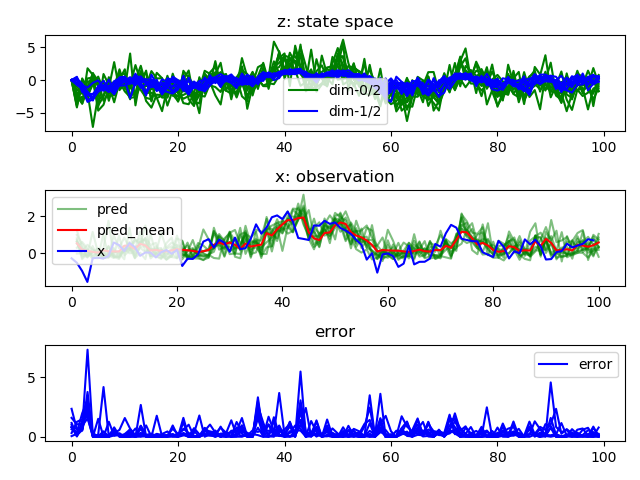 z: state space
5
0
−5
dim-0/2
dim-1/2
0 20 40 60 80 100
x: observation
2
0
pred
pred_mean
x
0 20 40 60 80 100
error
5
0
error
0 20 40 60 80 100